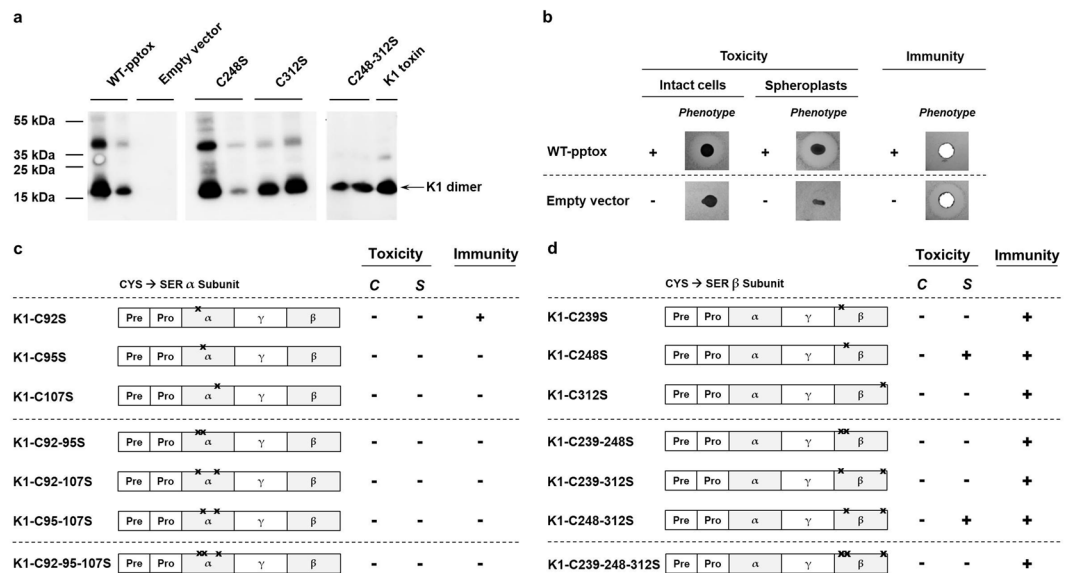 a
WT-pptox
Empty vector
C248S
C312S
C248-312S
K1 toxin
55 kDa
35 kDa
25 kDa
15 kDa
K1 dimer
b
Toxicity
Immunity
Intact cells
Spheroplasts
Phenotype
Phenotype
Phenotype
WT-pptox + + +
Empty vector - - -
c
Toxicity Immunity
CYS → SER α Subunit C S
K1-C92S Pre Pro x α γ β - - +
K1-C95S Pre Pro x α γ β - - -
K1-C107S Pre Pro x α γ β - - -
K1-C92-95S Pre Pro xx α γ β - - -
K1-C92-107S Pre Pro x x α γ β - - -
K1-C95-107S Pre Pro x x α γ β - - -
K1-C92-95-107S Pre Pro xx x α γ β - - -
d
Toxicity Immunity
CYS → SER β Subunit C S
K1-C239S Pre Pro α γ x β - - +
K1-C248S Pre Pro α γ x β - + +
K1-C312S Pre Pro α γ β x - - +
K1-C239-248S Pre Pro α γ xx β - - +
K1-C239-312S Pre Pro α γ x β x - - +
K1-C248-312S Pre Pro α γ x β x - + +
K1-C239-248-312S Pre Pro α γ xx β x - - +